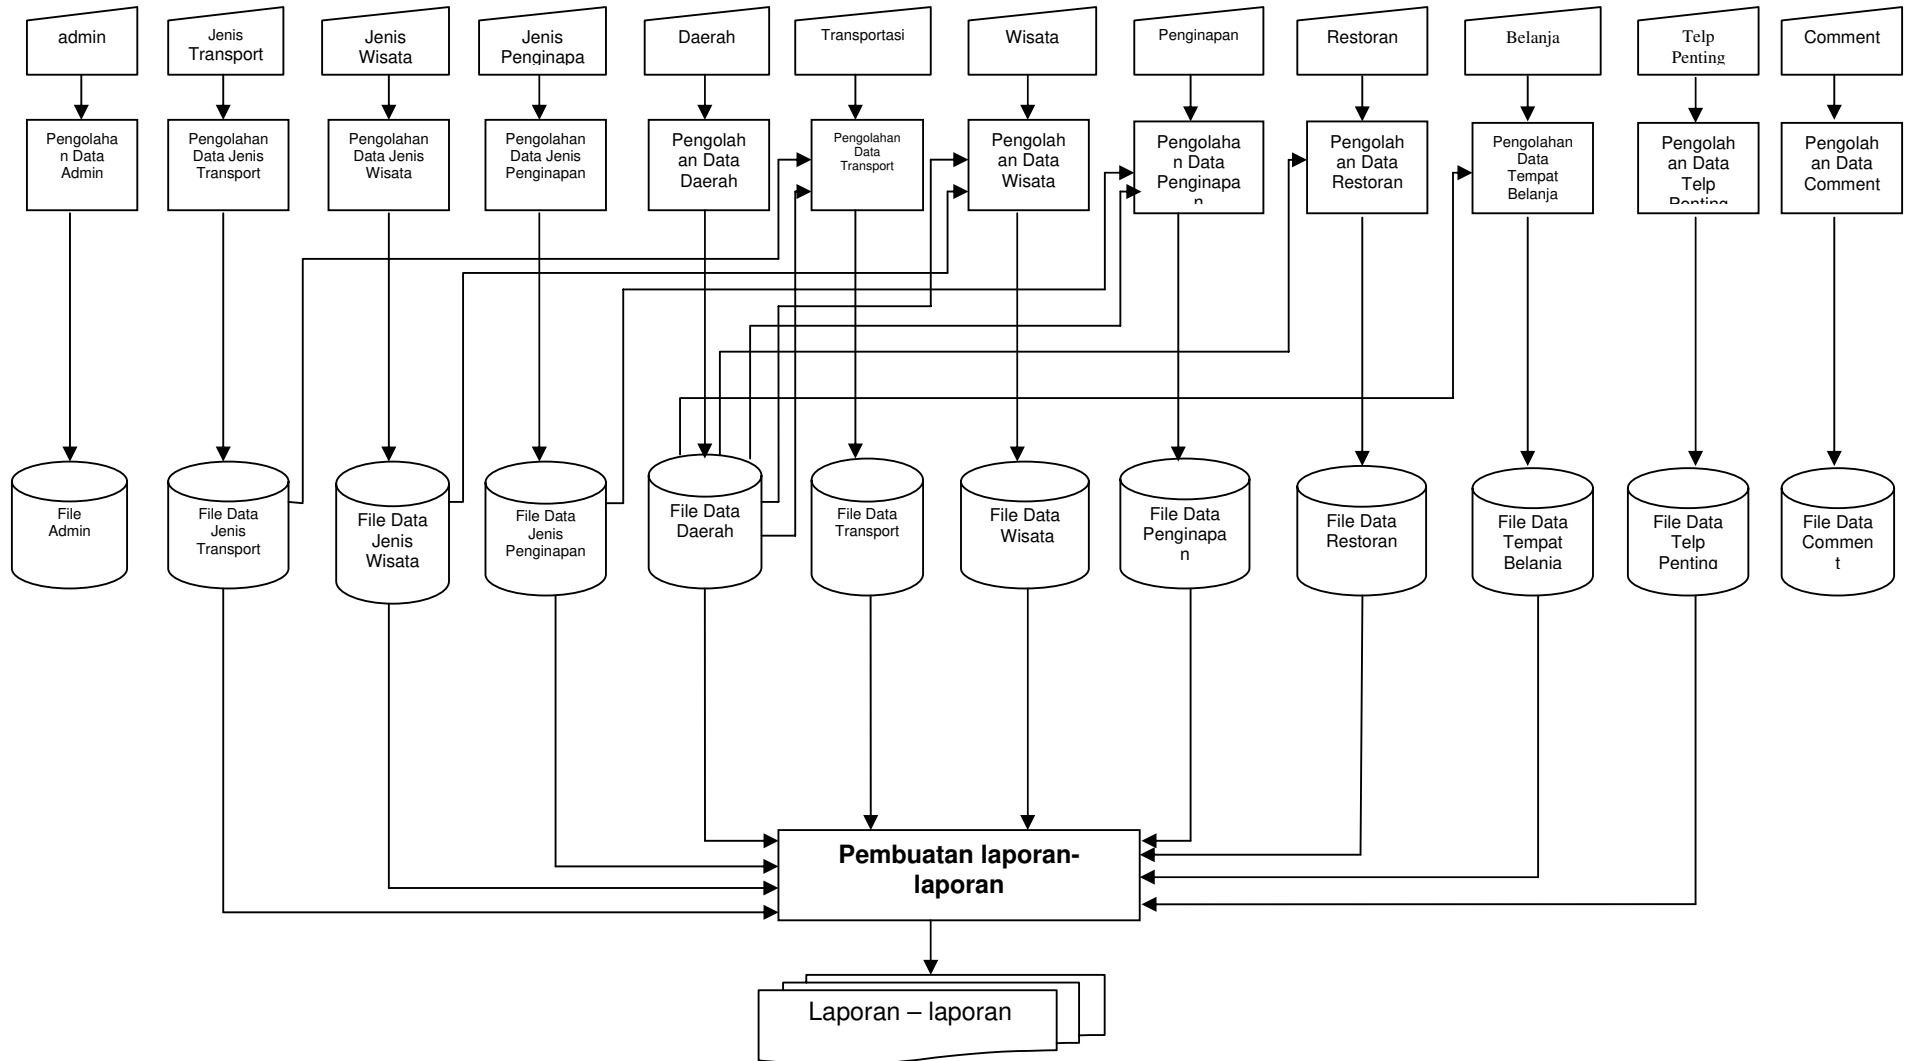 admin
Jenis
Transport
Jenis
Wisata
Jenis
Penginapa
Daerah
Transportasi
Wisata
Penginapan
Restoran
Belanja
Telp
Penting
Comment
Pengolaha
n Data
Admin
Pengolahan
Data Jenis
Transport
Pengolahan
Data Jenis
Wisata
Pengolahan
Data Jenis
Penginapan
Pengolah
an Data
Daerah
Pengolahan
Data
Transport
Pengolah
an Data
Wisata
Pengolaha
n Data
Penginapa
n
Pengolah
an Data
Restoran
Pengolahan
Data
Tempat
Belanja
Pengolah
an Data
Telp
Penting
Pengolah
an Data
Comment
File
Admin
File Data
Jenis
Transport
File Data
Jenis
Wisata
File Data
Jenis
Penginapan
File Data
Daerah
File Data
Transport
File Data
Wisata
File Data
Penginapa
n
File Data
Restoran
File Data
Tempat
Belanja
File Data
Telp
Penting
File Data
Commen
t
Pembuatan laporan-
laporan
Laporan – laporan